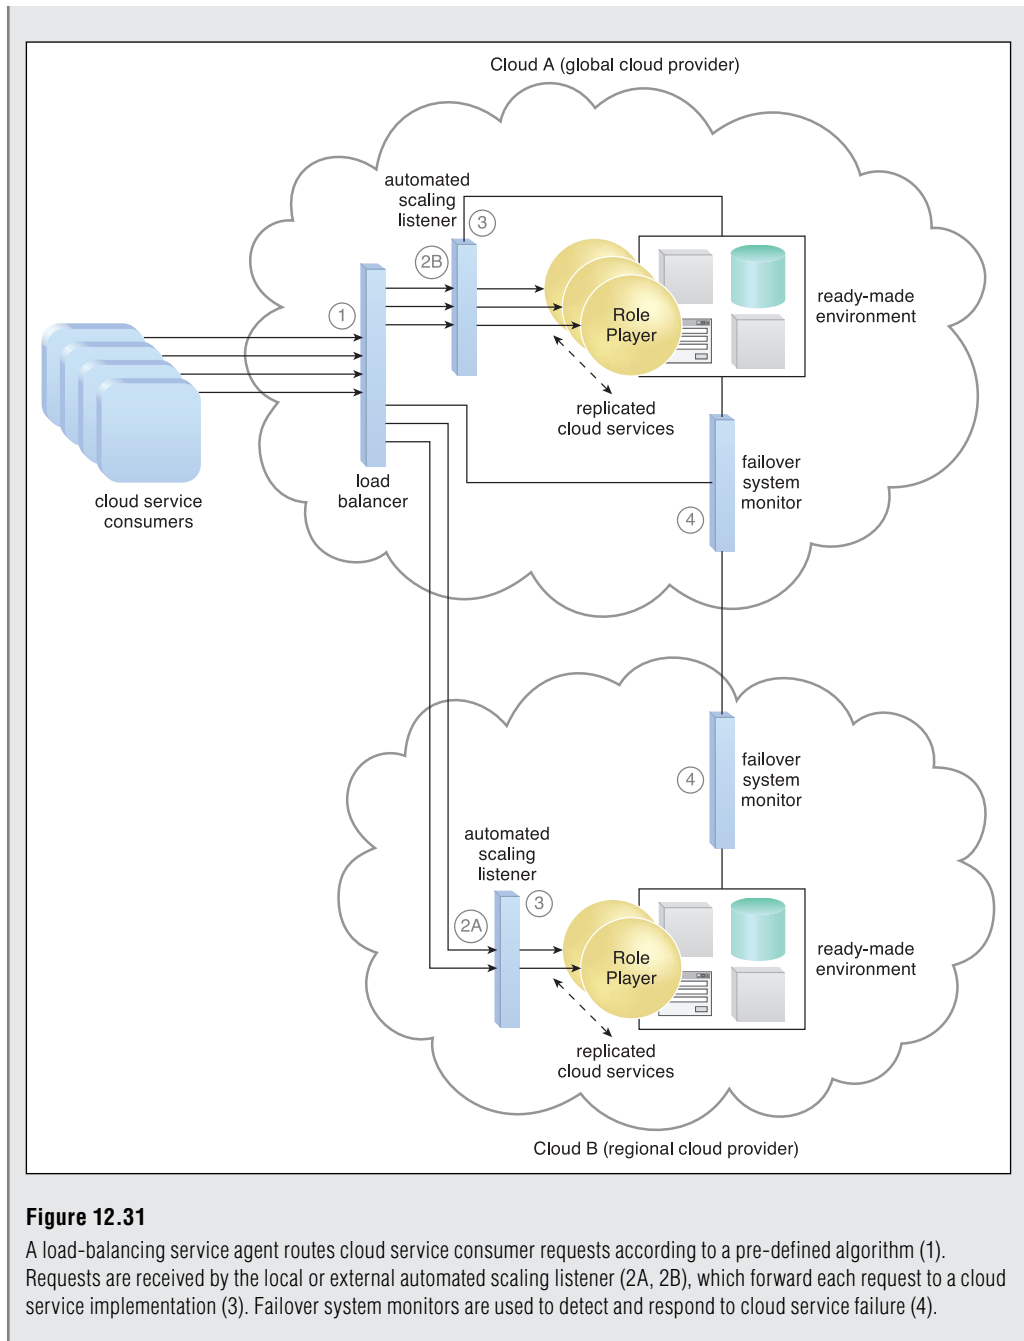 Cloud A (global cloud provider)
automated
scaling
listener
3
2B
1
Role
Player
ready-made
environment
replicated
cloud services
load
balancer
cloud service
consumers
failover
system
monitor
4
failover
system
monitor
4
automated
scaling
listener
3
2A
Role
Player
ready-made
environment
replicated
cloud services
Cloud B (regional cloud provider)
Figure 12.31
A load-balancing service agent routes cloud service consumer requests according to a pre-defined algorithm (1).
Requests are received by the local or external automated scaling listener (2A, 2B), which forward each request to a cloud
service implementation (3). Failover system monitors are used to detect and respond to cloud service failure (4).